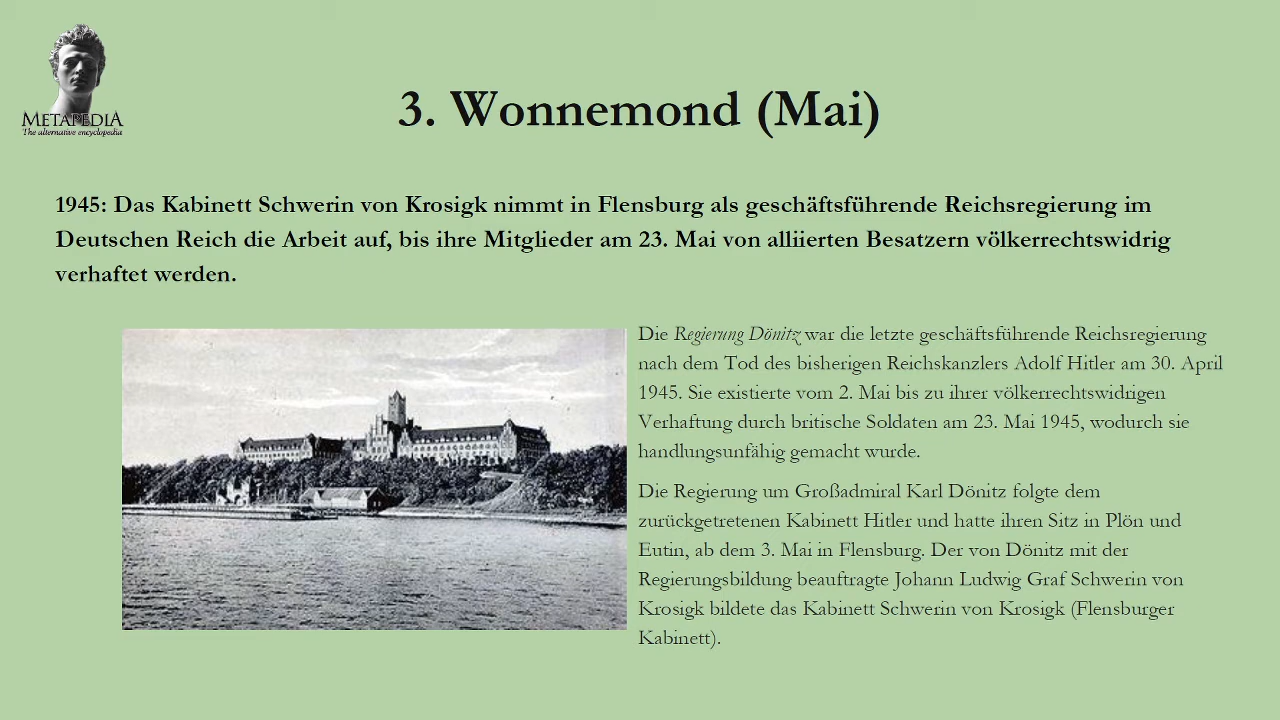 METAPEDIA
The alternative encyclopedia
3. Wonnemond (Mai)
1945: Das Kabinett Schwerin von Krosigk nimmt in Flensburg als geschäftsführende Reichsregierung im
Deutschen Reich die Arbeit auf, bis ihre Mitglieder am 23. Mai von alliierten Besatzern völkerrechtswidrig
verhaftet werden.
Die Regierung Dönitz war die letzte geschäftsführende Reichsregierung
nach dem Tod des bisherigen Reichskanzlers Adolf Hitler am 30. April
1945. Sie existierte vom 2. Mai bis zu ihrer völkerrechtswidrigen
Verhaftung durch britische Soldaten am 23. Mai 1945, wodurch sie
handlungsunfähig gemacht wurde.
Die Regierung um Großadmiral Karl Dönitz folgte dem
zurückgetretenen Kabinett Hitler und hatte ihren Sitz in Plön und
Eutin, ab dem 3. Mai in Flensburg. Der von Dönitz mit der
Regierungsbildung beauftragte Johann Ludwig Graf Schwerin von
Krosigk bildete das Kabinett Schwerin von Krosigk (Flensburger
Kabinett).